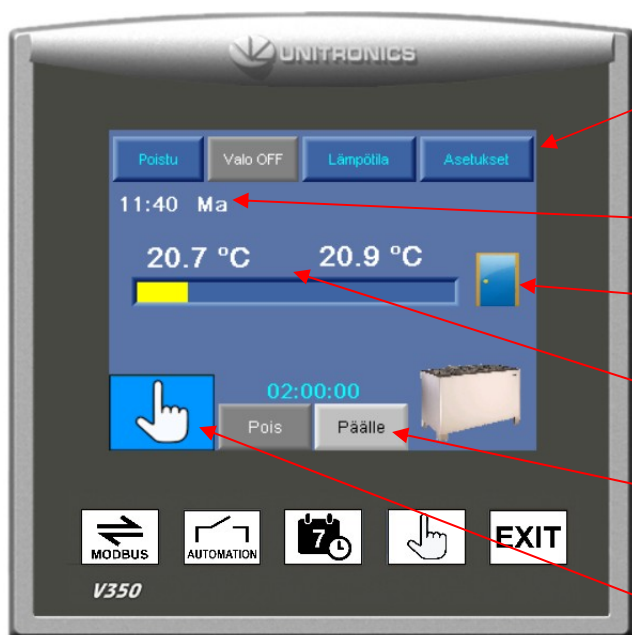 UNITRONICS
Poistu Valo OFF Lämpötila Asetukset
11:40 Ma
20.7 °C 20.9 °C
02:00:00
Pois Päälle
MODBUS AUTOMATION 7 EXIT
V350